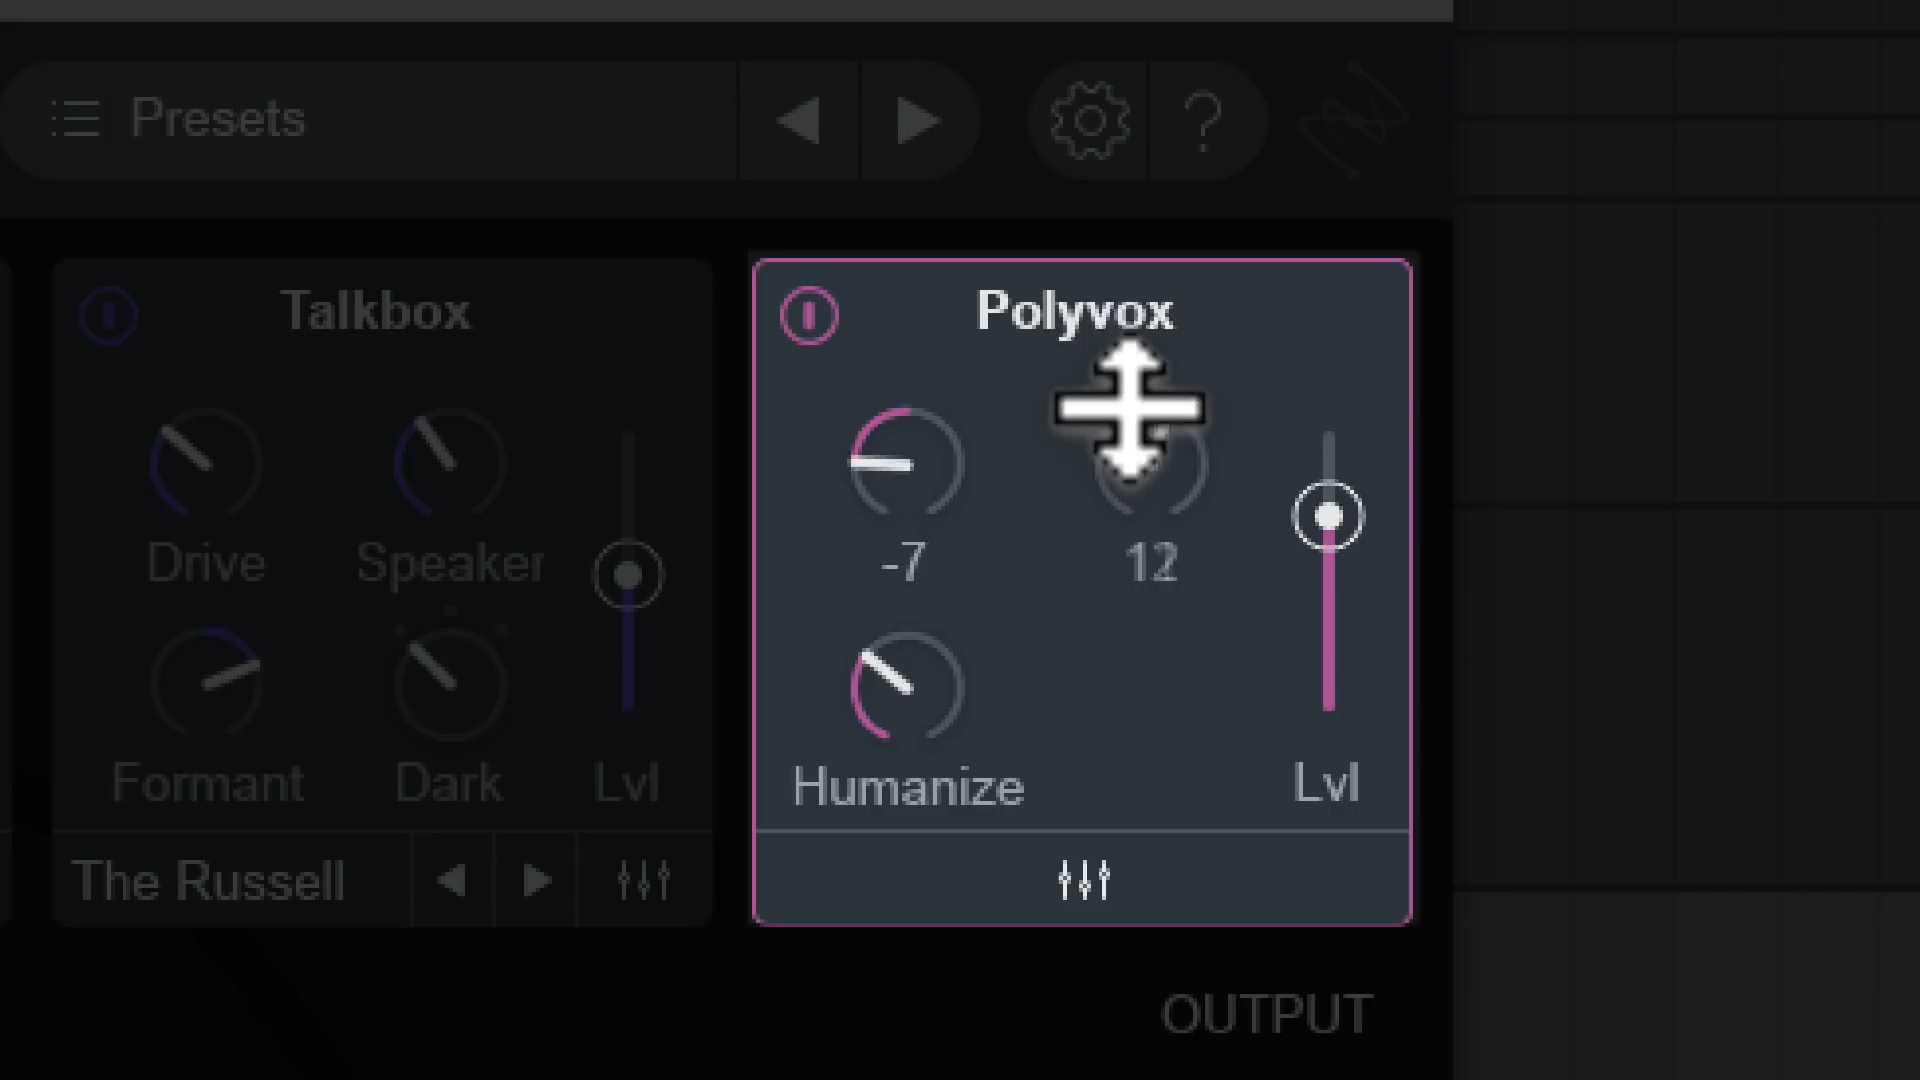 Presets
?
Talkbox
Polyvox
Drive
Speaker
-7
12
Formant
Dark
Lvl
Humanize
Lvl
The Russell
OUTPUT